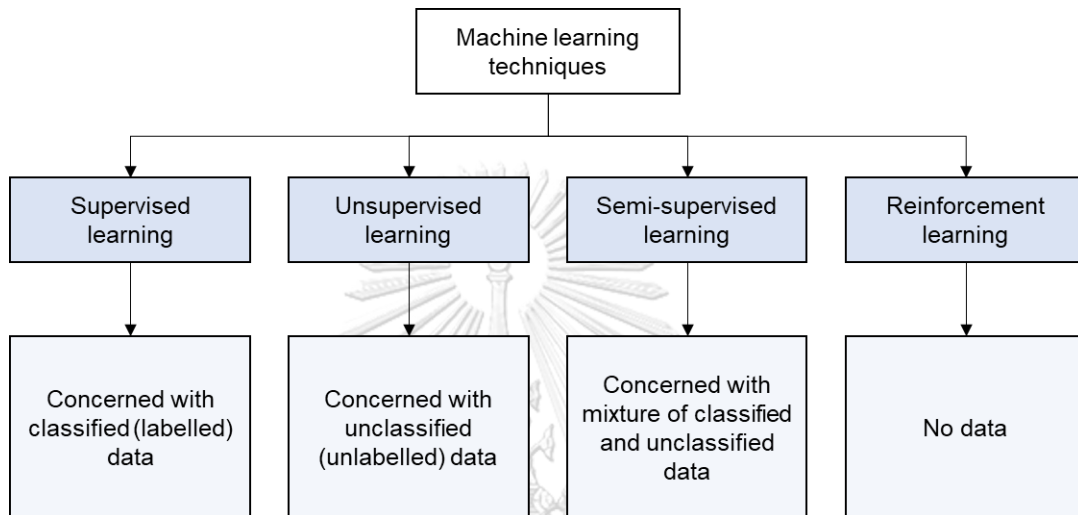 Machine learning
techniques
Supervised
learning
Unsupervised
learning
Semi-supervised
learning
Reinforcement
learning
Concerned with
classified (labelled)
data
Concerned with
unclassified
(unlabelled) data
Concerned with
mixture of classified
and unclassified
data
No data